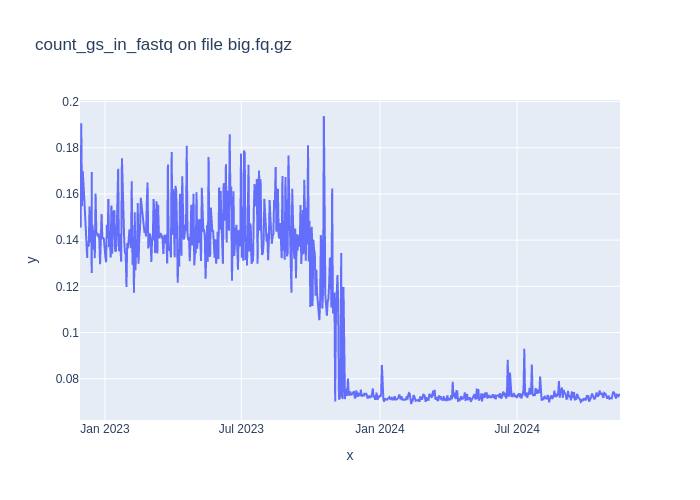 count_gs_in_fastq on file big.fq.gz
0.2
0.18
0.16
0.14
0.12
0.1
0.08
y
Jan 2023
Jul 2023
Jan 2024
Jul 2024
x